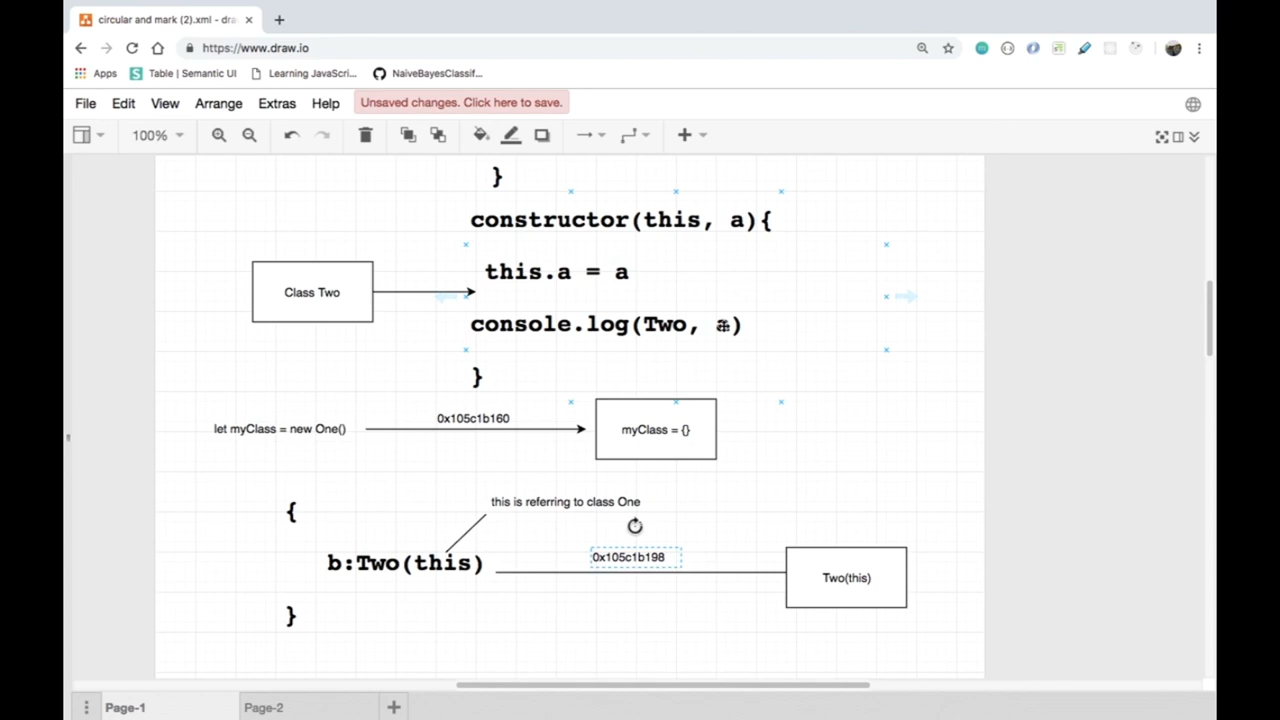 circular and mark (2).xml - dra
https://www.draw.io
Apps
Table | Semantic UI
Learning JavaScri...
NaiveBayesClassif...
File
Edit
View
Arrange
Extras
Help
Unsaved changes. Click here to save.
100%
}
constructor(this, a){
this.a = a
Class Two
console.log(Two, a)
}
let myClass = new One()
0x105c1b160
myClass = {}
{
this is referring to class One
b:Two(this)
0x105c1b198
Two(this)
}
Page-1
Page-2